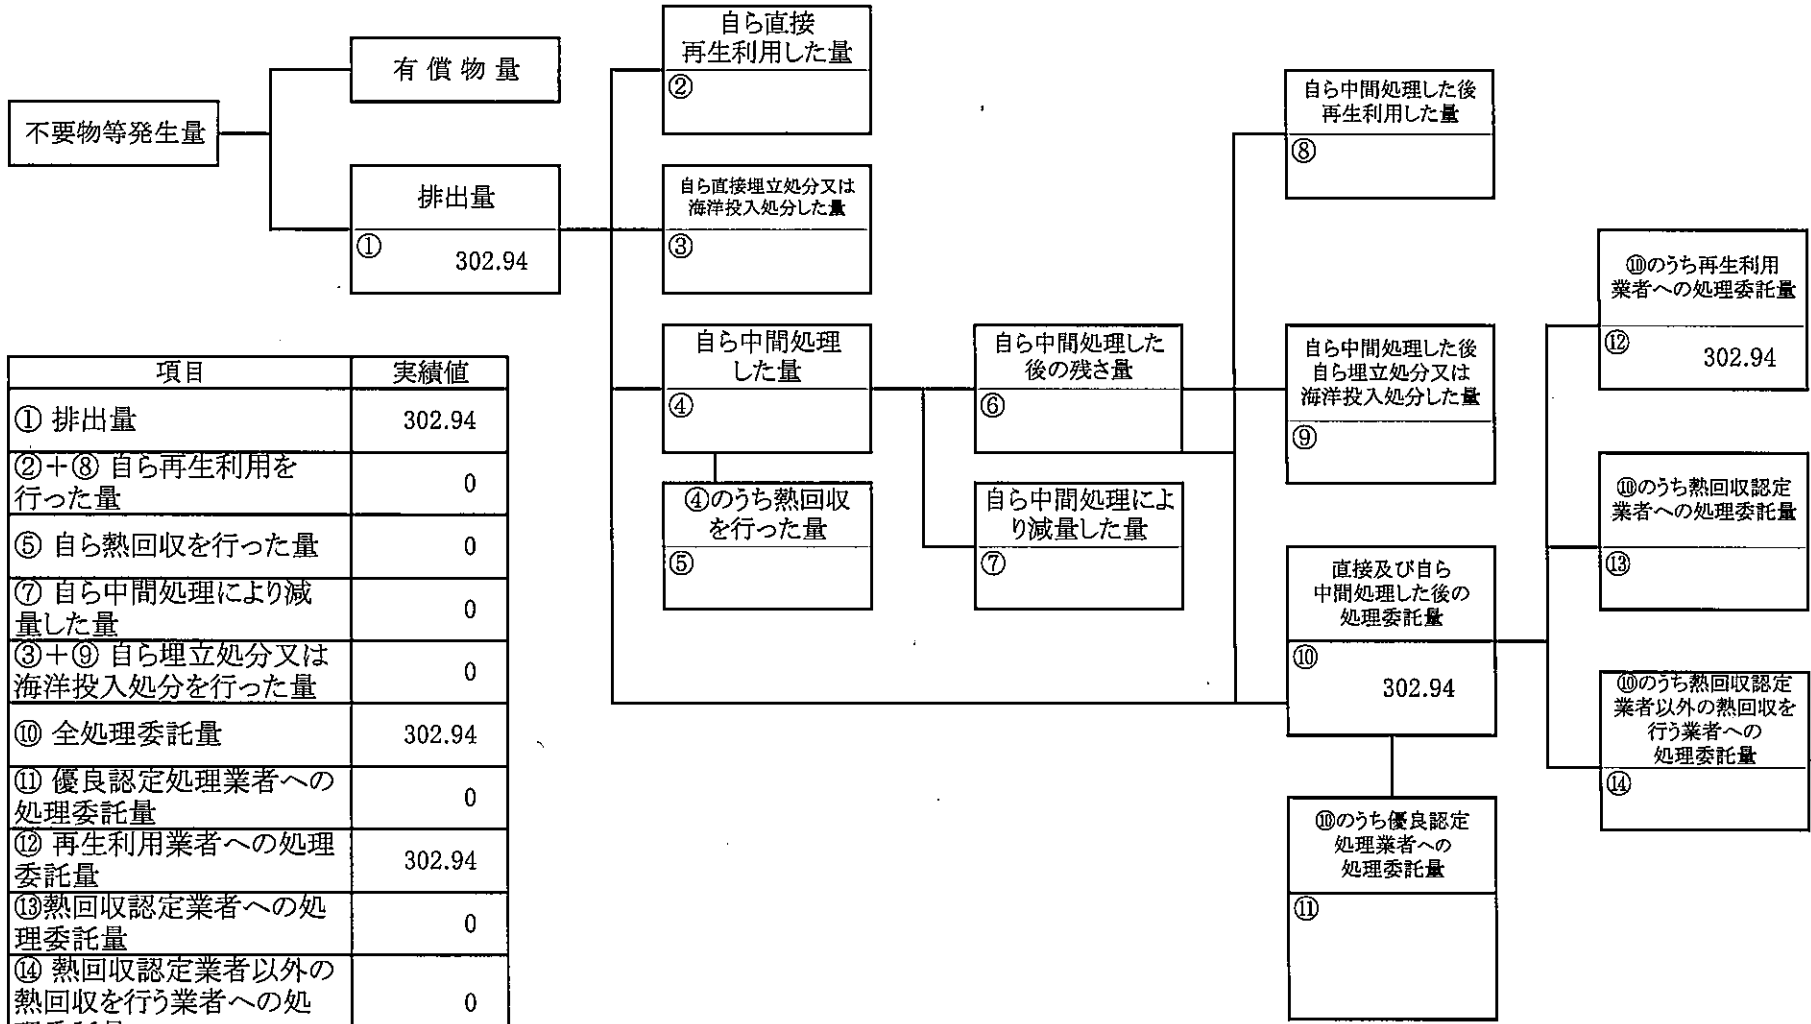 不要物等発生量
有償物量
排出量
①
302.94
自ら直接
再生利用した量
②
自ら直接埋立処分又は
海洋投入処分した量
③
自ら中間処理
した量
④
④のうち熱回収
を行った量
⑤
自ら中間処理した
後の残さ量
⑥
自ら中間処理によ
り減量した量
⑦
自ら中間処理した後
再生利用した量
⑧
自ら中間処理した後
自ら埋立処分又は
海洋投入処分した量
⑨
直接及び自ら
中間処理した後の
処理委託量
⑩
302.94
⑩のうち優良認定
処理業者への
処理委託量
⑪
⑩のうち再生利用
業者への処理委託量
⑫
302.94
⑩のうち熱回収認定
業者への処理委託量
⑬
⑩のうち熱回収認定
業者以外の熱回収を
行う業者への
処理委託量
⑭
項目 実績値
① 排出量 302.94
②+⑧ 自ら再生利用を
行った量 0
⑤ 自ら熱回収を行った量 0
⑦ 自ら中間処理により減
量した量 0
③+⑨ 自ら埋立処分又は
海洋投入処分を行った量 0
⑩ 全処理委託量 302.94
⑪ 優良認定処理業者への
処理委託量 0
⑫ 再生利用業者への処理
委託量 302.94
⑬熱回収認定業者への処
理委託量 0
⑭ 熱回収認定業者以外の
熱回収を行う業者への処 0